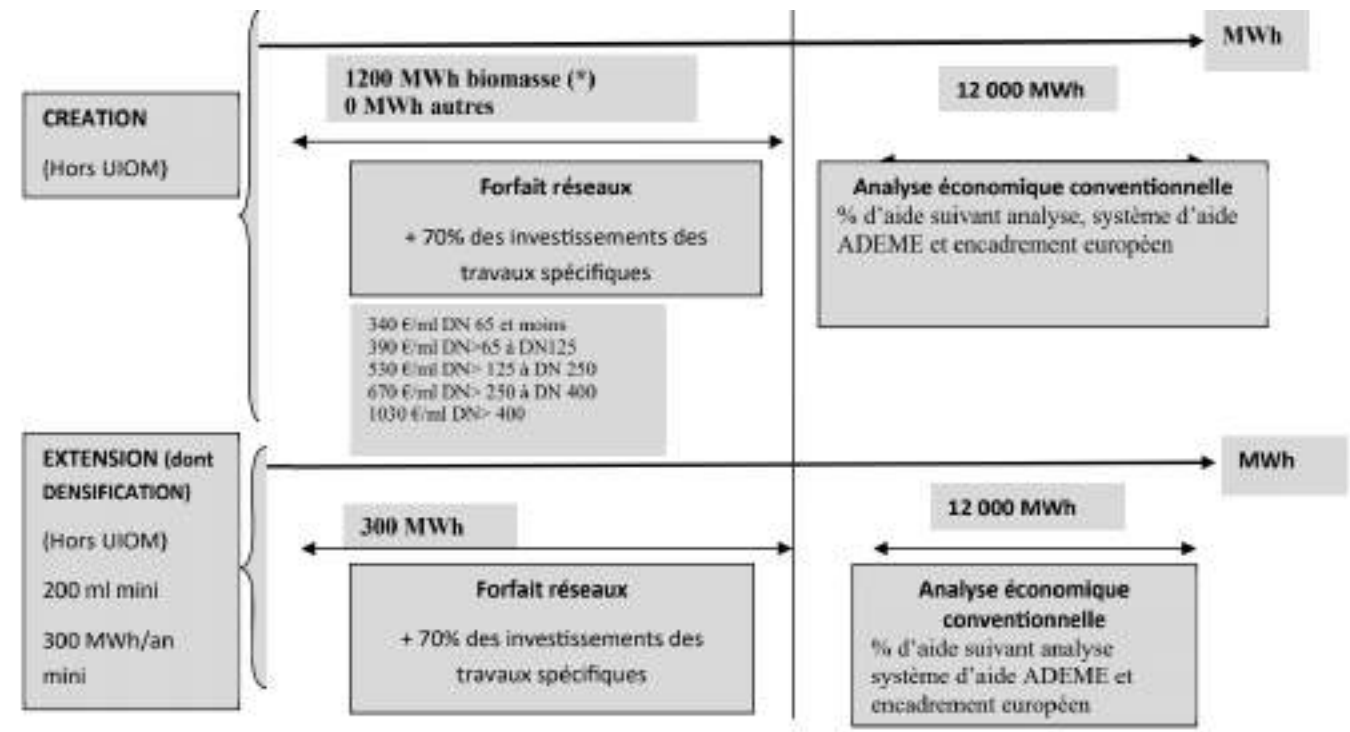 MWh
1200 MWh biomasse (*)
0 MWh autres
12 000 MWh
CREATION
(Hors UIOM)
Forfait réseaux
+ 70% des investissements des
travaux spécifiques
Analyse économique conventionnelle
% d'aide suivant analyse, système d'aide
ADEME et encadrement européen
340 €/ml DN 65 et moins
390 €/ml DN>65 à DN125
530 €/ml DN> 125 à DN 250
670 €/ml DN> 250 à DN 400
1030 €/ml DN> 400
EXTENSION (dont
DENSIFICATION)
(Hors UIOM)
200 ml mini
300 MWh/an
mini
MWh
300 MWh
12 000 MWh
Forfait réseaux
+ 70% des investissements des
travaux spécifiques
Analyse économique
conventionnelle
% d'aide suivant analyse
système d'aide ADEME et
encadrement européen